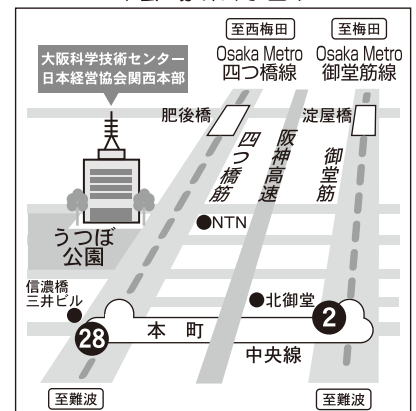 至西梅田
至梅田
Osaka Metro
四つ橋線
Osaka Metro
御堂筋線
大阪科学技術センター
日本経営協会関西本部
肥後橋
淀屋橋
四つ橋筋
阪神高速
御堂筋
NTN
うつぼ
公園
信濃橋
三井ビル
北御堂
2
28
本町
中央線
至難波
至難波